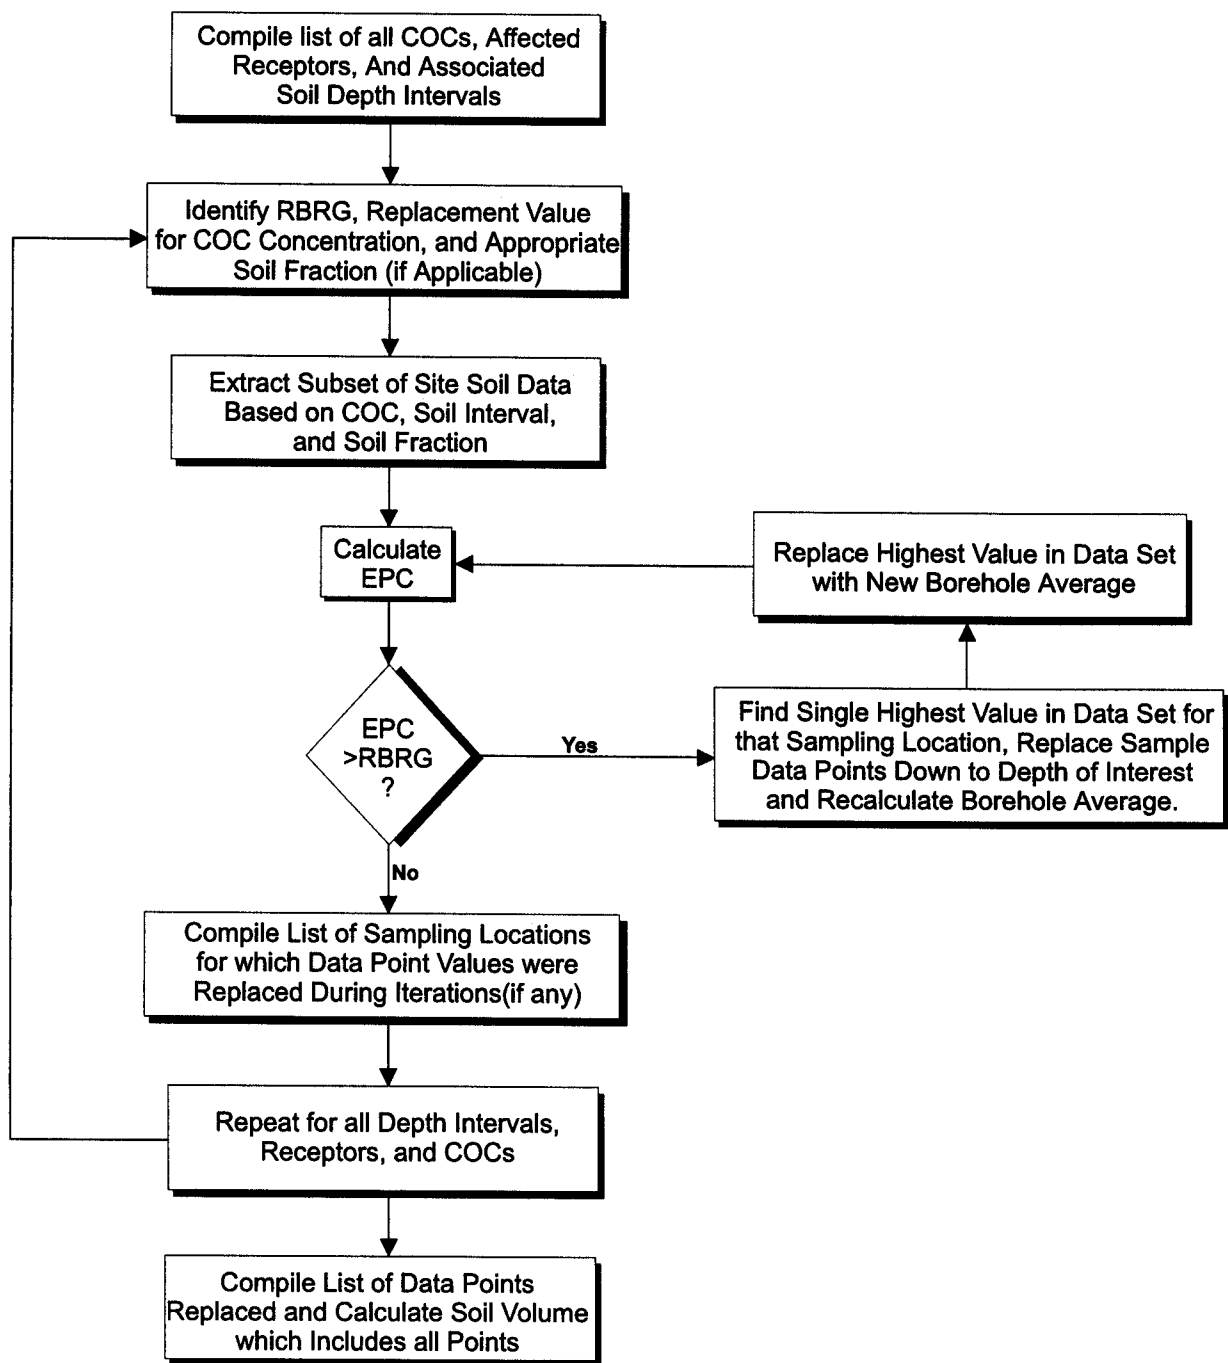 Compile list of all COCs, Affected
Receptors, And Associated
Soil Depth Intervals
Identify RBRG, Replacement Value
for COC Concentration, and Appropriate
Soil Fraction (if Applicable)
Extract Subset of Site Soil Data
Based on COC, Soil Interval,
and Soil Fraction
Calculate
EPC
Replace Highest Value in Data Set
with New Borehole Average
EPC
>RBRG
?
Yes
Find Single Highest Value in Data Set for
that Sampling Location, Replace Sample
Data Points Down to Depth of Interest
and Recalculate Borehole Average.
No
Compile List of Sampling Locations
for which Data Point Values were
Replaced During Iterations(if any)
Repeat for all Depth Intervals,
Receptors, and COCs
Compile List of Data Points
Replaced and Calculate Soil Volume
which Includes all Points